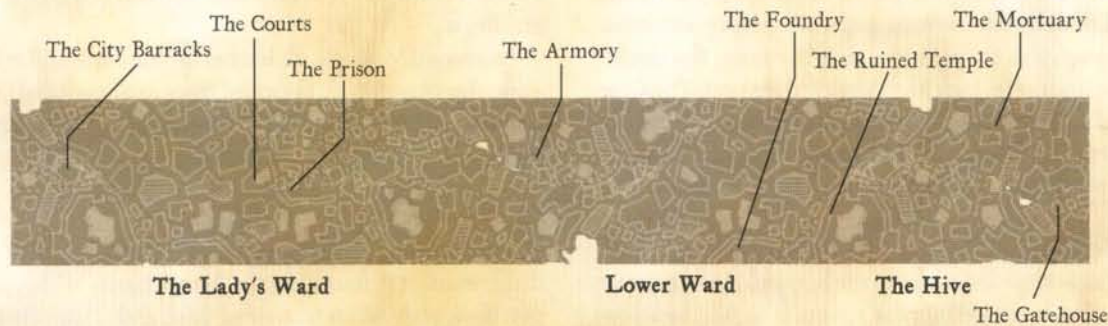 The City Barracks
The Courts
The Prison
The Armory
The Foundry
The Ruined Temple
The Mortuary
The Lady's Ward
Lower Ward
The Hive
The Gatehouse